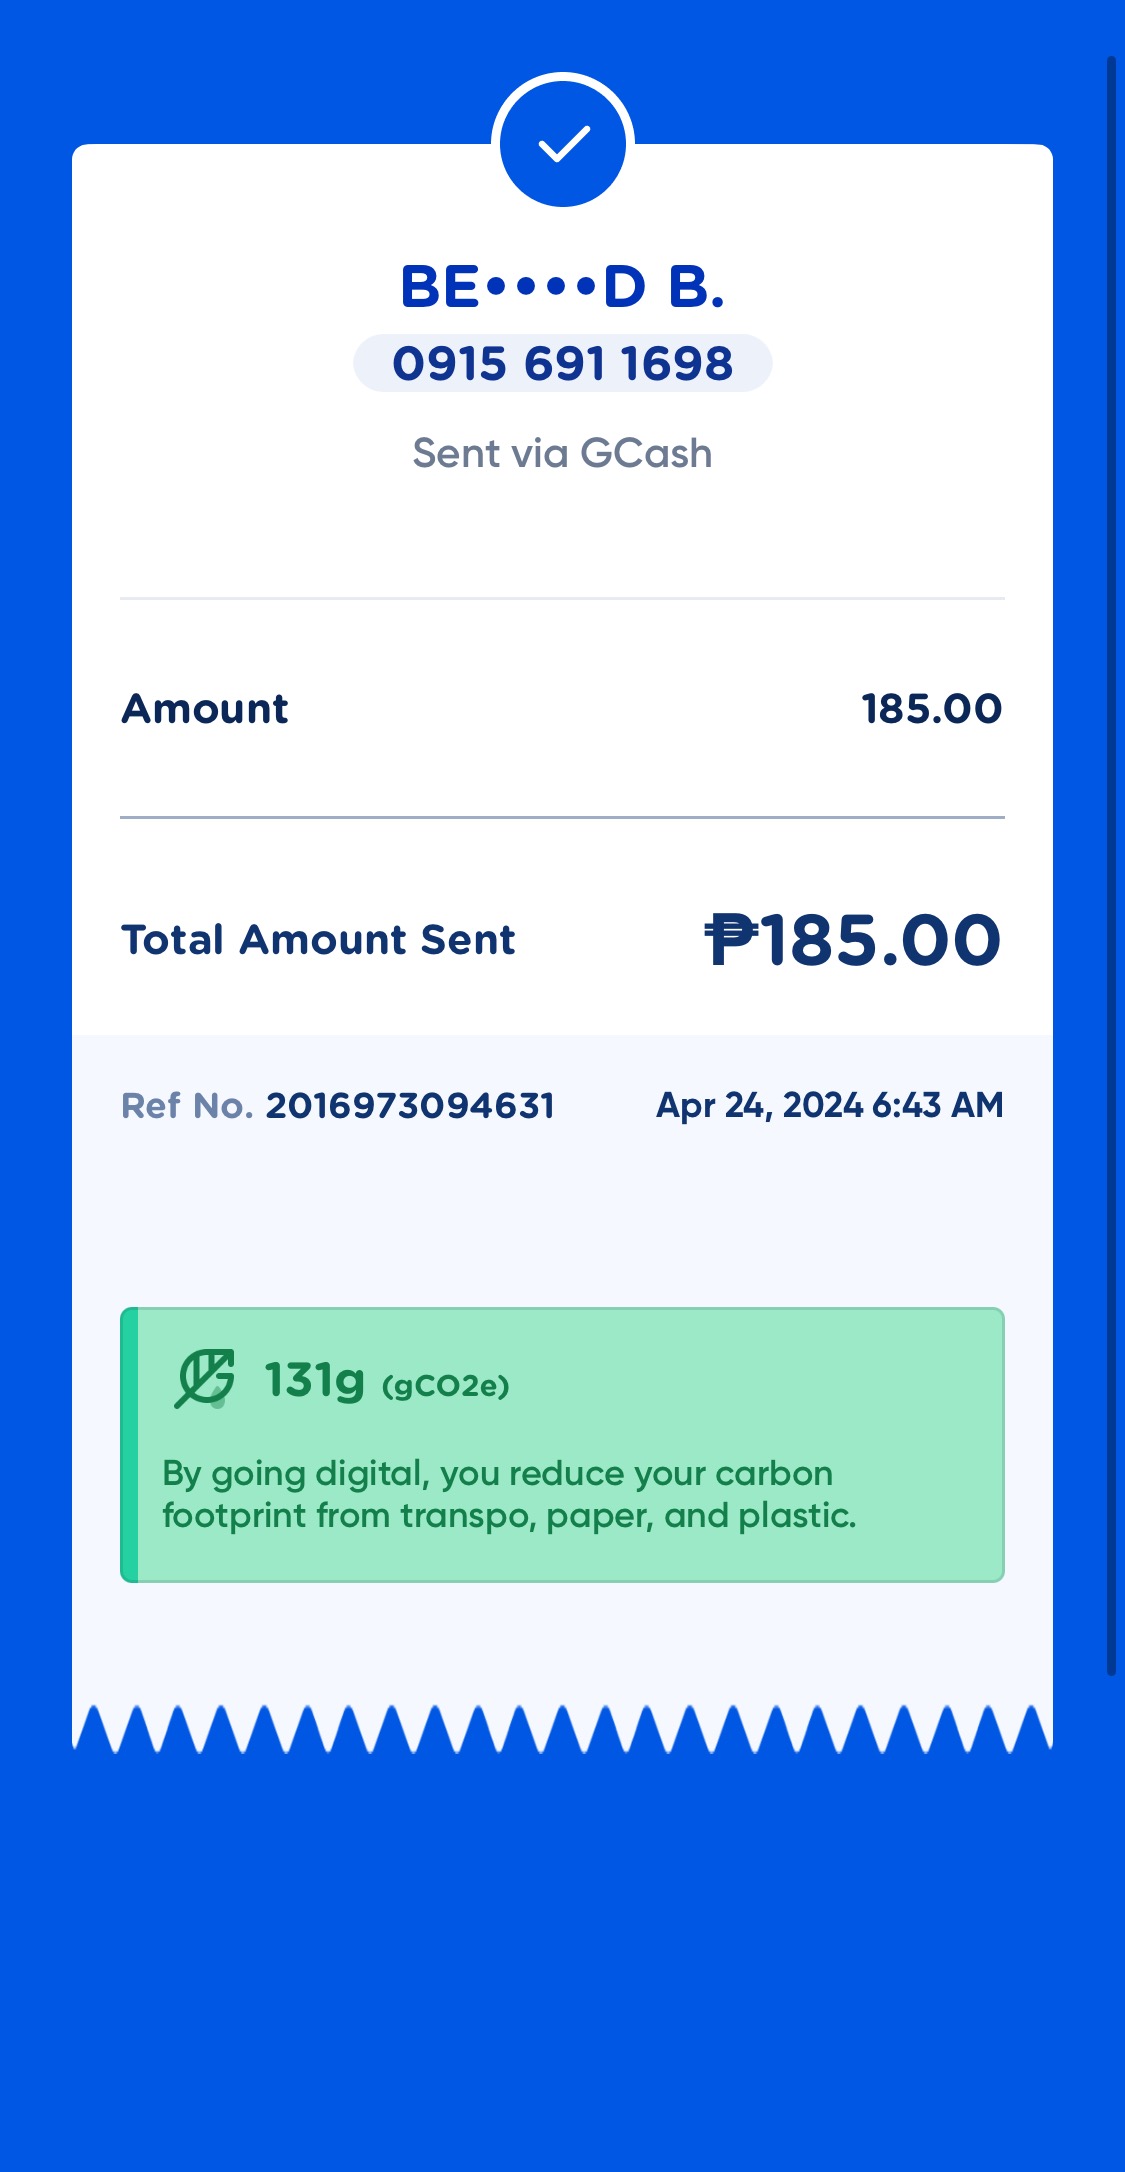 BE••••D B.
0915 691 1698
Sent via GCash
Amount 185.00
Total Amount Sent ₱185.00
Ref No. 2016973094631 Apr 24, 2024 6:43 AM
131g (gCO2e)
By going digital, you reduce your carbon
footprint from transpo, paper, and plastic.